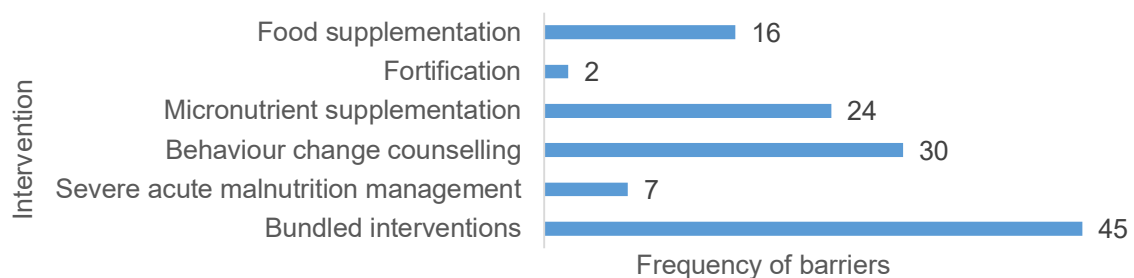 Intervention
Food supplementation 16
Fortification 2
Micronutrient supplementation 24
Behaviour change counselling 30
Severe acute malnutrition management 7
Bundled interventions 45
Frequency of barriers